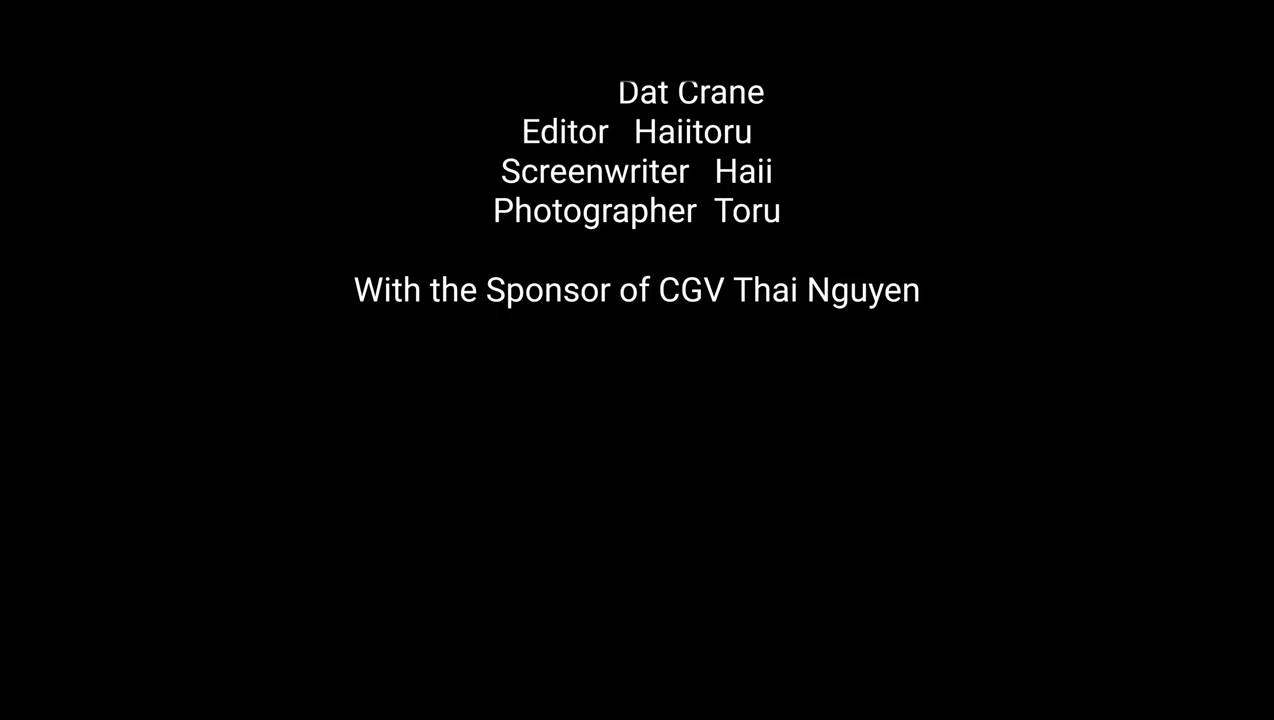 Dat Crane
Editor Haiitoru
Screenwriter Haii
Photographer Toru
With the Sponsor of CGV Thai Nguyen